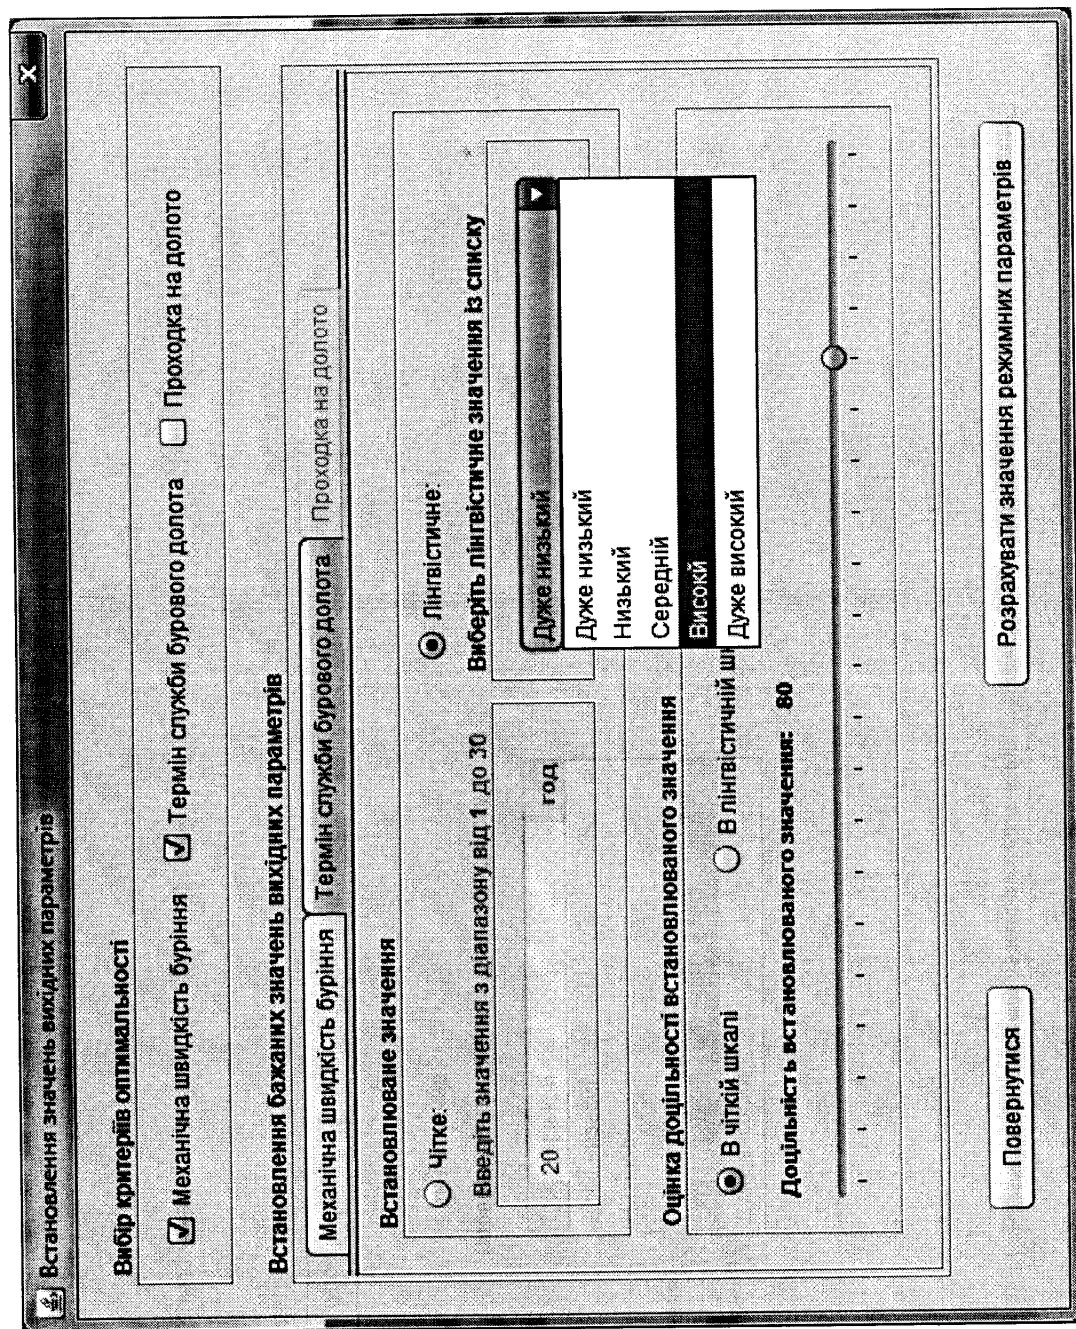 Встановлення значень вихідних параметрів
Вибір критеріїв оптимальності
Механічна швидкість буріння
Термін служби бурового долота
Проходка на долото
Встановлення бажаних значень вихідних параметрів
Механічна швидкість буріння
Термін служби бурового долота
Проходка на долото
Встановлюване значення
Чітке:
Лінгвістичне:
Введіть значення з діапазону від 1 до 30
20
год
Виберіть лінгвістичне значення із списку
Дуже низький
Дуже низький
Низький
Середній
Високй
Дуже високий
Оцінка доцільності встановлюваного значення
В чіткій шкалі
В лінгвістичній шк
Доцільність встановлюваного значення: 80
Повернутися
Розрахувати значення режимних параметрів